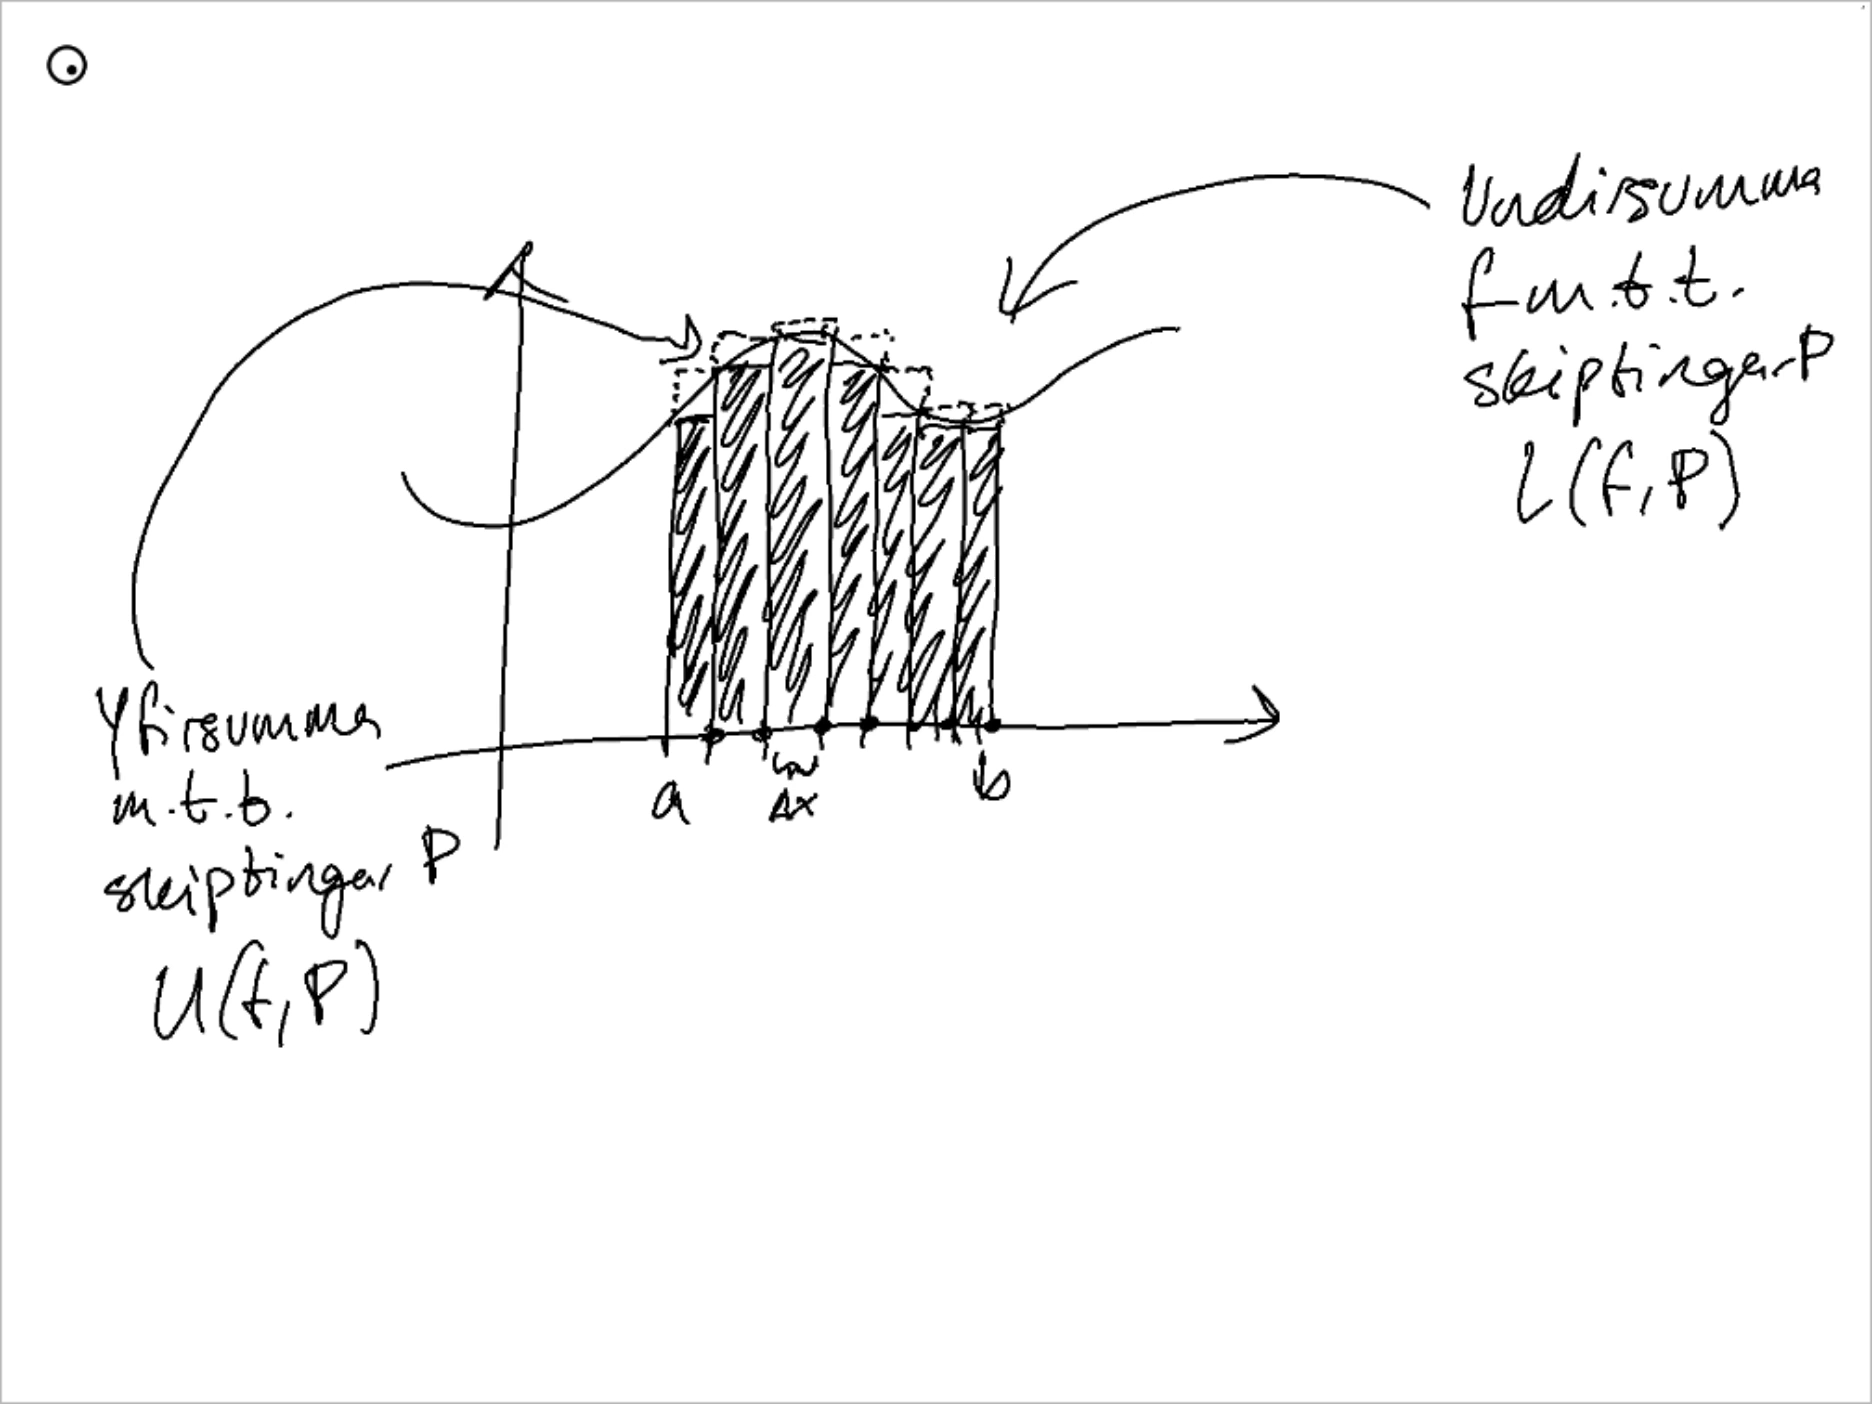 Undirsumma
f m.t.t.
skiptingar P
L(f, P)
Yfirsumma
m.t.t.
skiptingar P
U(f, P)
a
Δx
b